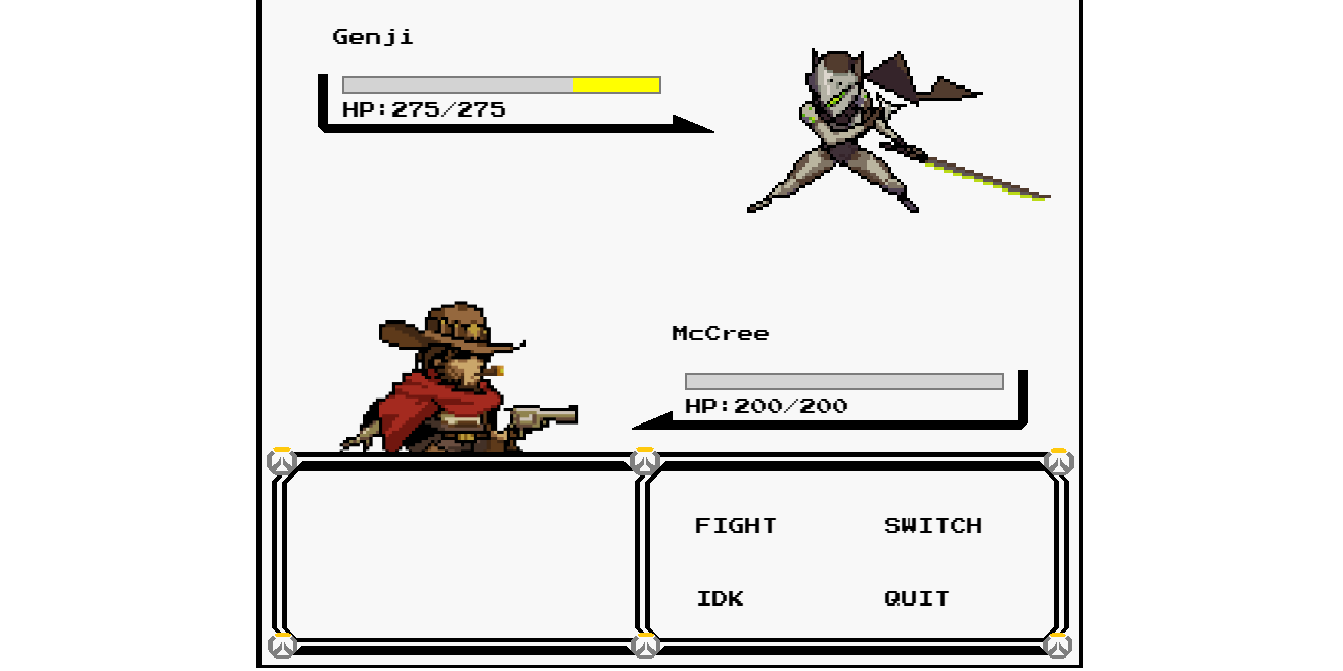 Genji
HP:275/275
McCree
HP:200/200
FIGHT SWITCH
IDK QUIT